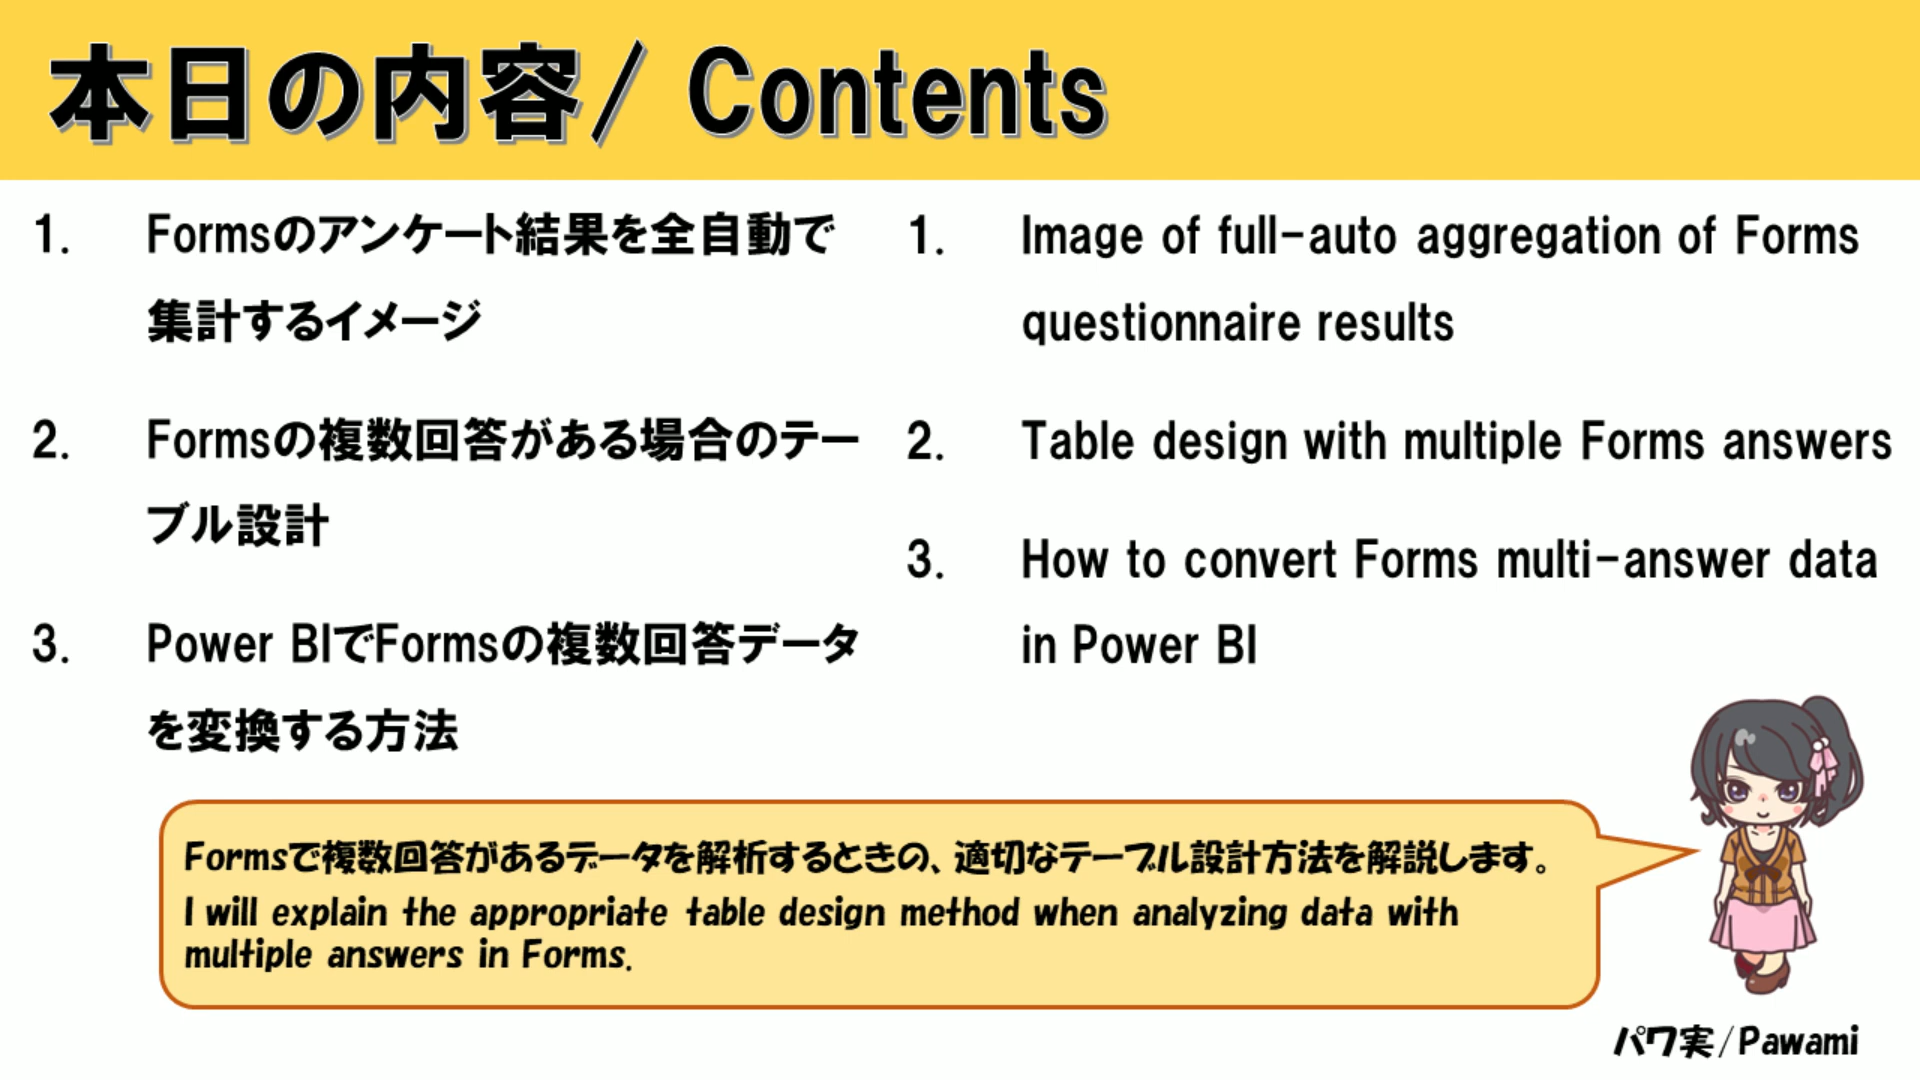 本日の内容/ Contents
1. Formsのアンケート結果を全自動で
集計するイメージ
2. Formsの複数回答がある場合のテー
ブル設計
3. Power BIでFormsの複数回答データ
を変換する方法
1. Image of full-auto aggregation of Forms
questionnaire results
2. Table design with multiple Forms answers
3. How to convert Forms multi-answer data
in Power BI
Formsで複数回答があるデータを解析するときの、適切なテーブル設計方法を解説します。
I will explain the appropriate table design method when analyzing data with
multiple answers in Forms.
パワ実/Pawami